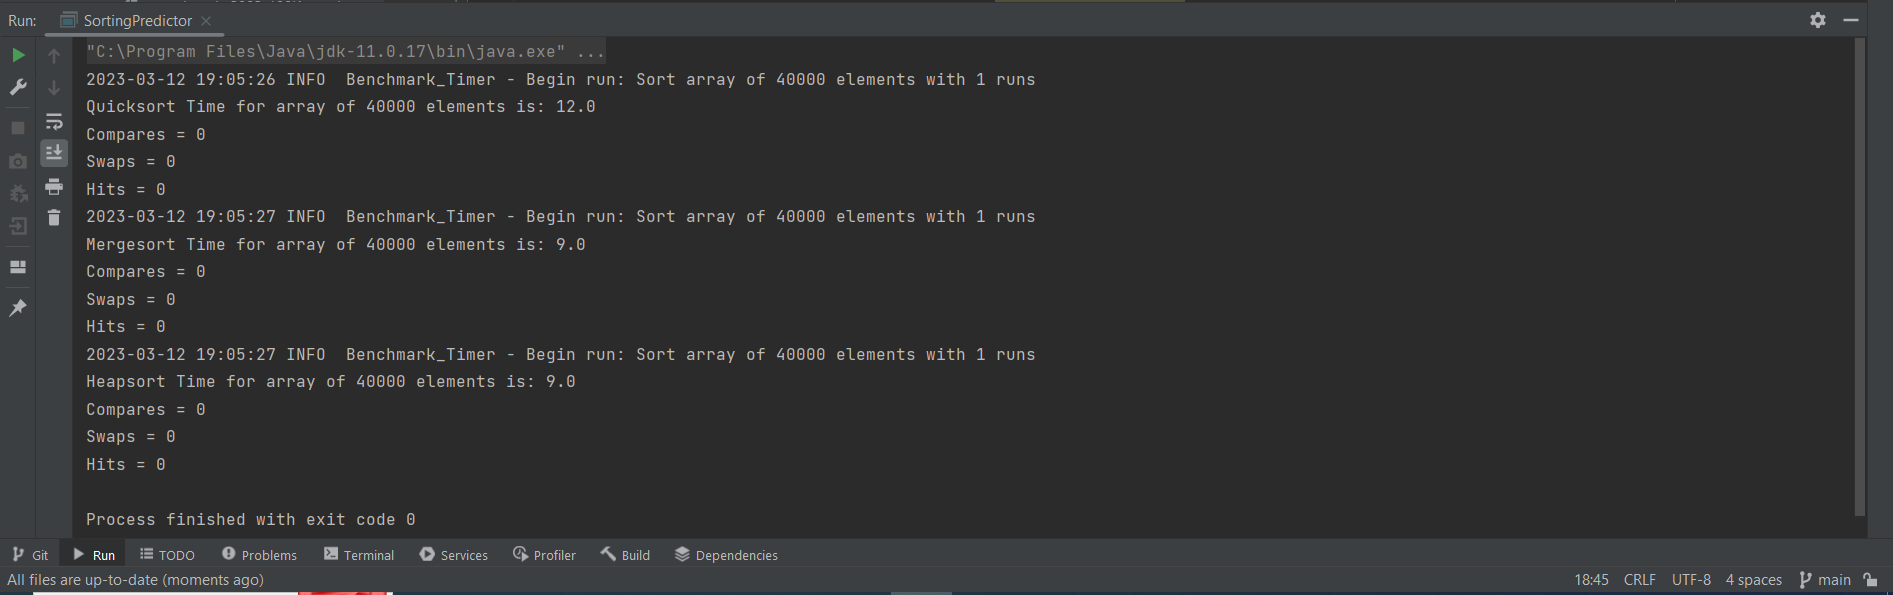 Run: SortingPredictor
"C:\Program Files\Java\jdk-11.0.17\bin\java.exe" ...
2023-03-12 19:05:26 INFO  Benchmark_Timer - Begin run: Sort array of 40000 elements with 1 runs
Quicksort Time for array of 40000 elements is: 12.0
Compares = 0
Swaps = 0
Hits = 0
2023-03-12 19:05:27 INFO  Benchmark_Timer - Begin run: Sort array of 40000 elements with 1 runs
Mergesort Time for array of 40000 elements is: 9.0
Compares = 0
Swaps = 0
Hits = 0
2023-03-12 19:05:27 INFO  Benchmark_Timer - Begin run: Sort array of 40000 elements with 1 runs
Heapsort Time for array of 40000 elements is: 9.0
Compares = 0
Swaps = 0
Hits = 0
Process finished with exit code 0
Git Run TODO Problems Terminal Services Profiler Build Dependencies
All files are up-to-date (moments ago) 18:45 CRLF UTF-8 4 spaces main